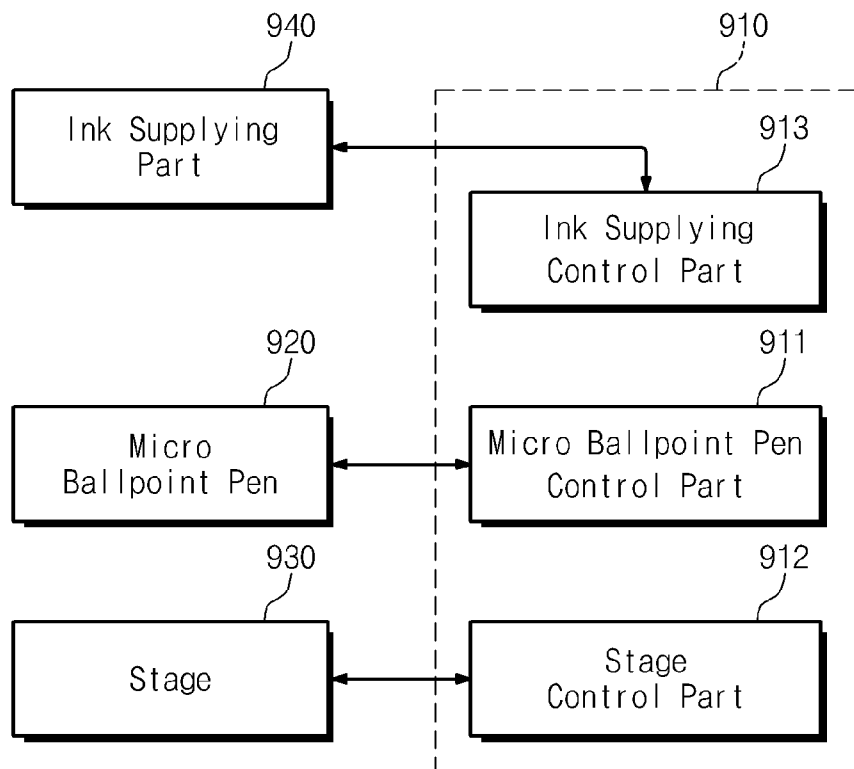 940
910
Ink Supplying
Part
913
Ink Supplying
Control Part
920
911
Micro
Ballpoint Pen
Micro Ballpoint Pen
Control Part
930
912
Stage
Stage
Control Part